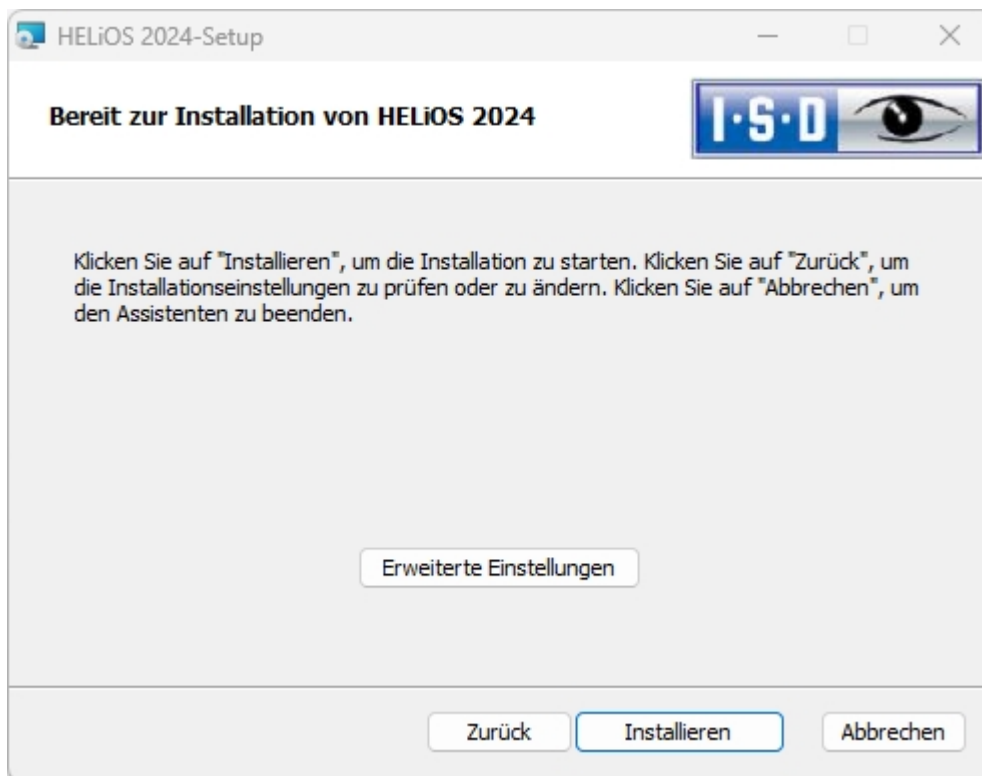 HELiOS 2024-Setup
Bereit zur Installation von HELiOS 2024
I·S·D
Klicken Sie auf "Installieren", um die Installation zu starten. Klicken Sie auf "Zurück", um
die Installationseinstellungen zu prüfen oder zu ändern. Klicken Sie auf "Abbrechen", um
den Assistenten zu beenden.
Erweiterte Einstellungen
Zurück Installieren Abbrechen